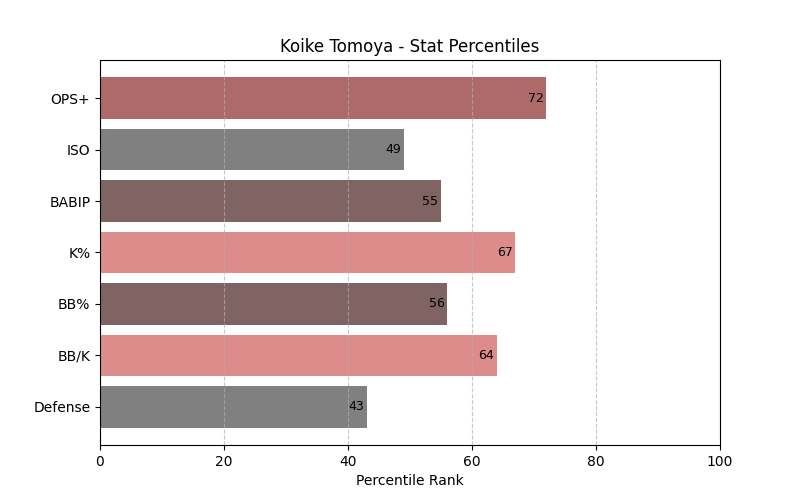 Koike Tomoya - Stat Percentiles
OPS+
72
ISO
49
BABIP
55
K%
67
BB%
56
BB/K
64
Defense
43
0 20 40 60 80 100
Percentile Rank